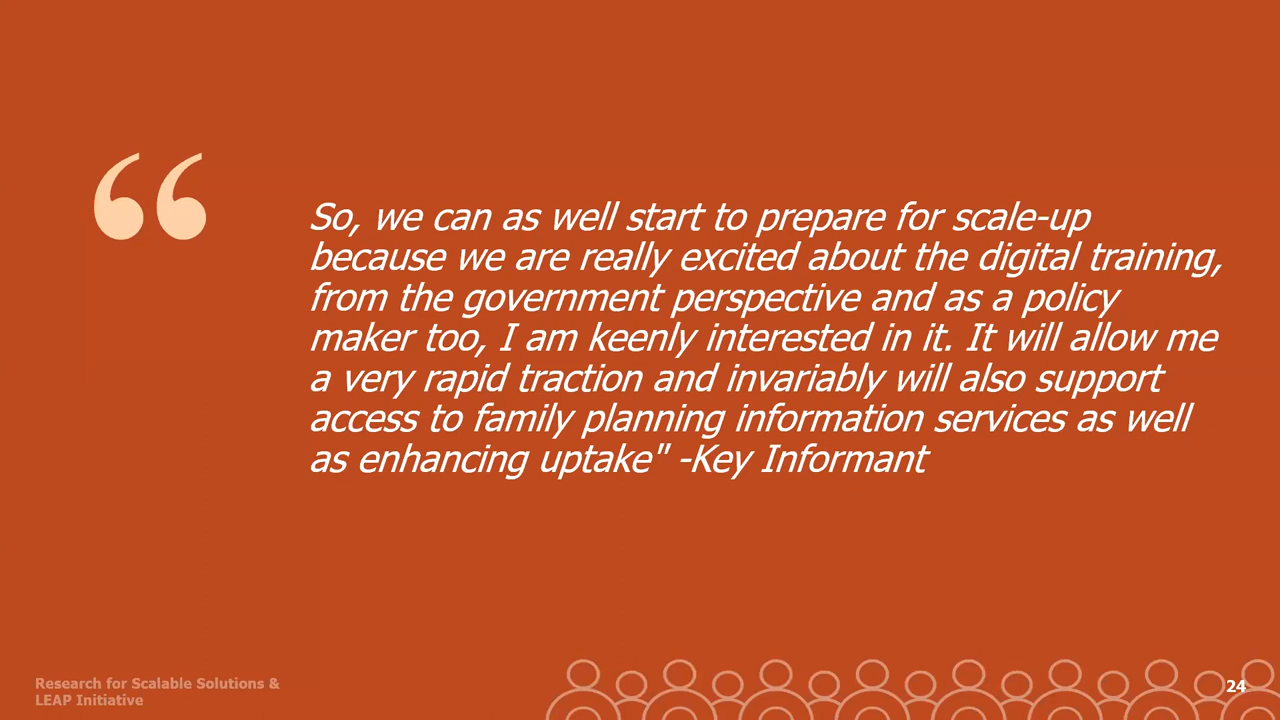 “
So, we can as well start to prepare for scale-up
because we are really excited about the digital training,
from the government perspective and as a policy
maker too, I am keenly interested in it. It will allow me
a very rapid traction and invariably will also support
access to family planning information services as well
as enhancing uptake" -Key Informant
Research for Scalable Solutions &
LEAP Initiative
24